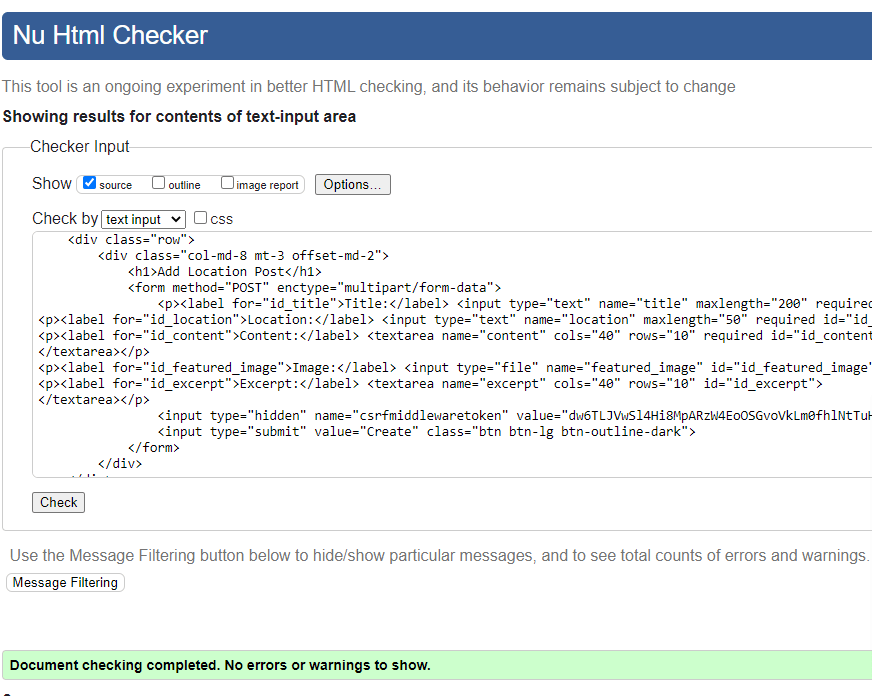 Nu Html Checker
This tool is an ongoing experiment in better HTML checking, and its behavior remains subject to change
Showing results for contents of text-input area
Checker Input
Show source outline image report Options...
Check by text input css
<div class="row">
<div class="col-md-8 mt-3 offset-md-2">
<h1>Add Location Post</h1>
<form method="POST" enctype="multipart/form-data">
<p><label for="id_title">Title:</label> <input type="text" name="title" maxlength="200" required
<p><label for="id_location">Location:</label> <input type="text" name="location" maxlength="50" required id="id_
<p><label for="id_content">Content:</label> <textarea name="content" cols="40" rows="10" required id="id_content
</textarea></p>
<p><label for="id_featured_image">Image:</label> <input type="file" name="featured_image" id="id_featured_image"
<p><label for="id_excerpt">Excerpt:</label> <textarea name="excerpt" cols="40" rows="10" id="id_excerpt">
</textarea></p>
<input type="hidden" name="csrfmiddlewaretoken" value="dw6TLJVwSl4Hi8MpARzW4EoOSGvoVkLm0fhlNtTuH
<input type="submit" value="Create" class="btn btn-lg btn-outline-dark">
</form>
</div>
Check
Use the Message Filtering button below to hide/show particular messages, and to see total counts of errors and warnings.
Message Filtering
Document checking completed. No errors or warnings to show.